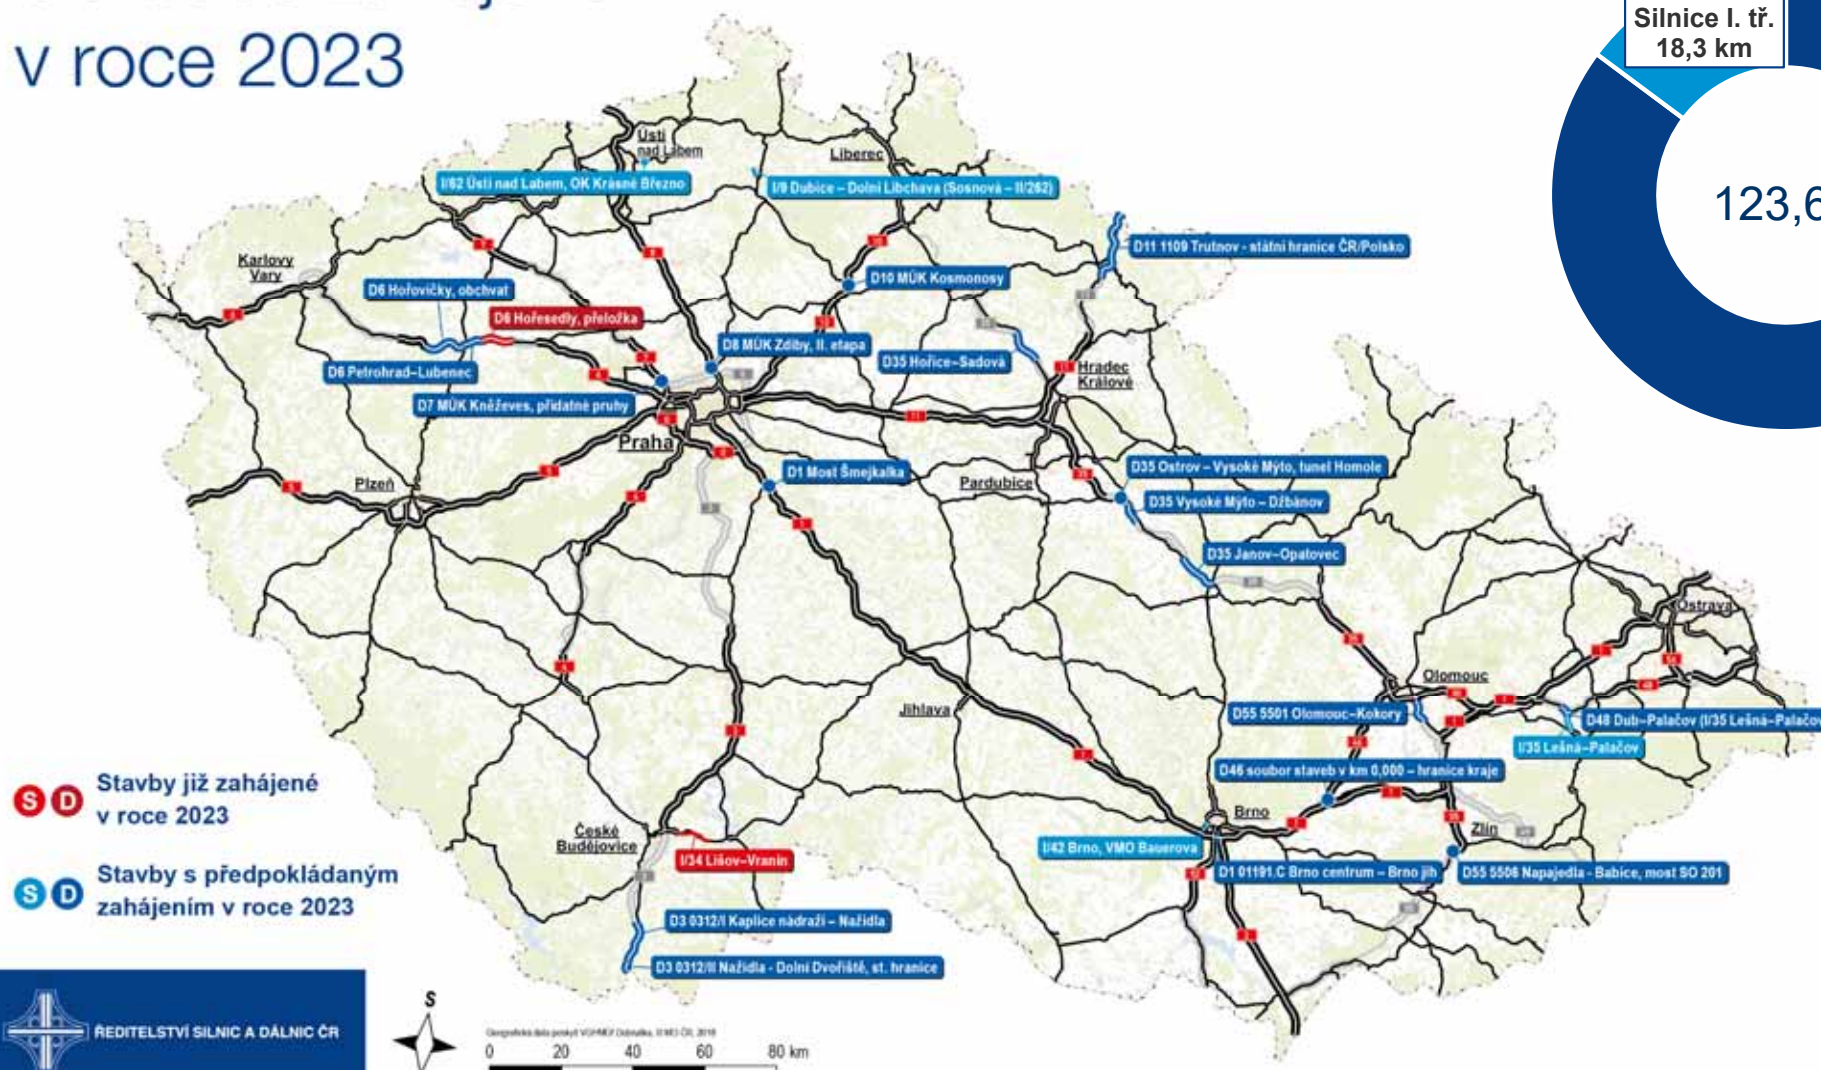 v roce 2023
Silnice I. tř.
18,3 km
123,6
Ústí
nad Labem
Liberec
I/62 Ústí nad Labem, OK Krásné Březno
I/9 Dubice – Dolní Libchava (Sosnová – II/262)
D11 1109 Trutnov - státní hranice ČR/Polsko
Karlovy
Vary
D6 Hořovičky, obchvat
D10 MÚK Kosmonosy
D6 Hořesedly, přeložka
D8 MÚK Zdiby, II. etapa
D35 Hořice–Sadová
D6 Petrohrad–Lubenec
Hradec
Králové
D7 MÚK Kněževes, přídatné pruhy
Praha
D1 Most Šmejkalka
D35 Ostrov – Vysoké Mýto, tunel Homole
Plzeň
Pardubice
D35 Vysoké Mýto – Džbánov
D35 Janov–Opatovec
Ostrava
Olomouc
Jihlava
D55 5501 Olomouc–Kokory
D48 Dub–Palačov (I/35 Lešná–Palačov
I/35 Lešná–Palačov
D46 soubor staveb v km 0,000 – hranice kraje
Stavby již zahájené
v roce 2023
S D
České
Budějovice
Brno
Zlín
I/34 Lišov–Vranín
I/42 Brno, VMO Bauerova
D1 01191.C Brno centrum – Brno jih
D55 5506 Napajedla - Babice, most SO 201
Stavby s předpokládaným
zahájením v roce 2023
S D
D3 0312/I Kaplice nádraží – Nažidla
D3 0312/II Nažidla - Dolní Dvořiště, st. hranice
ŘEDITELSTVÍ SILNIC A DÁLNIC ČR
S
0 20 40 60 80 km